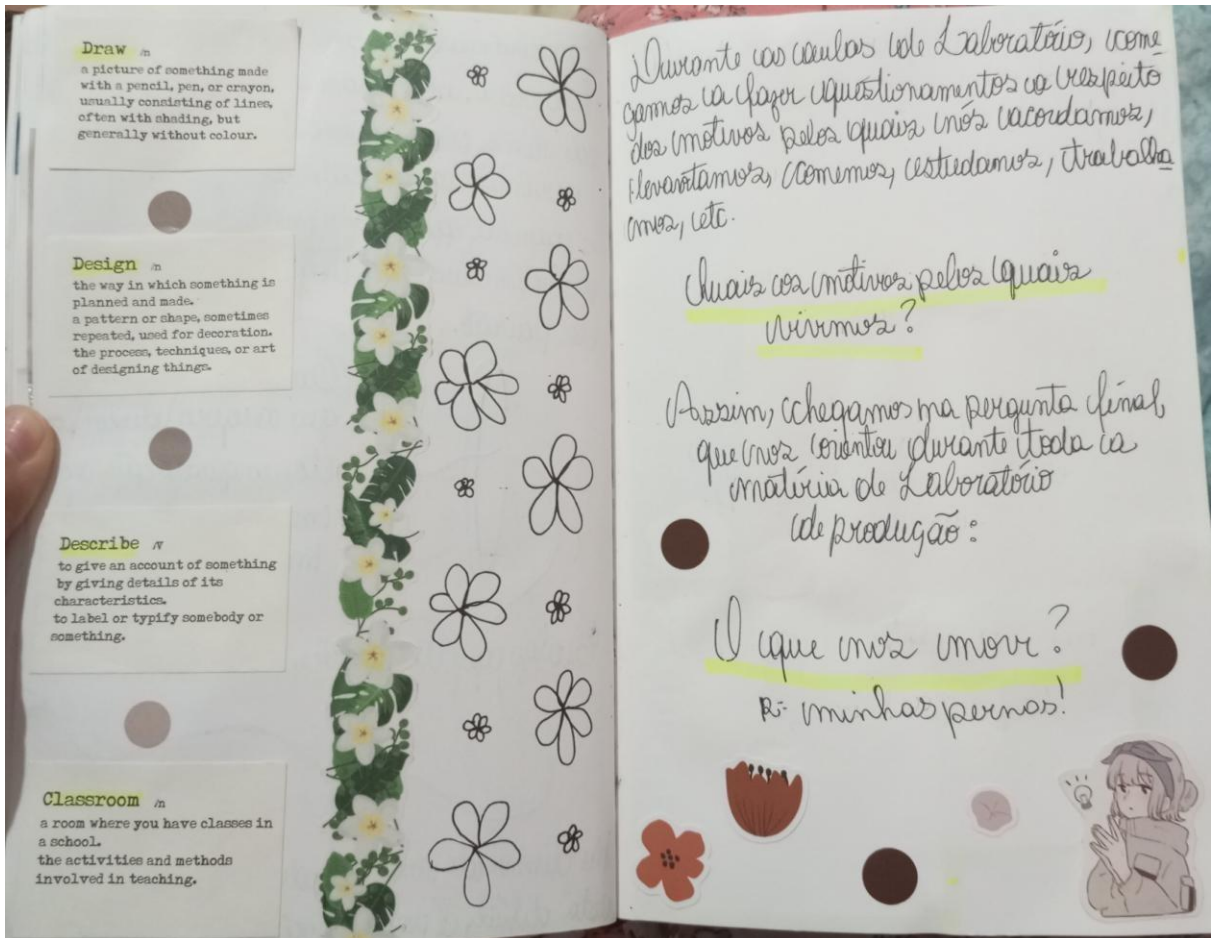 Draw /n
a picture of something made
with a pencil, pen, or crayon,
usually consisting of lines,
often with shading, but
generally without colour.
Design /n
the way in which something is
planned and made.
a pattern or shape, sometimes
repeated, used for decoration.
the process, techniques, or art
of designing things.
Describe /v
to give an account of something
by giving details of its
characteristics.
to label or typify somebody or
something.
Classroom /n
a room where you have classes in
a school.
the activities and methods
involved in teaching.
Durante as aulas de Laboratório, come
çamos a fazer questionamentos a respeito
dos motivos pelos quais nós acordamos,
levantamos, comemos, estudamos, trabalha
mos, etc.
Quais os motivos pelos quais
vivemos?
Assim, chegamos na pergunta final,
que nos orientou durante toda a
matéria de Laboratório
de produção:
O que nos move?
R:- minhas pernas!